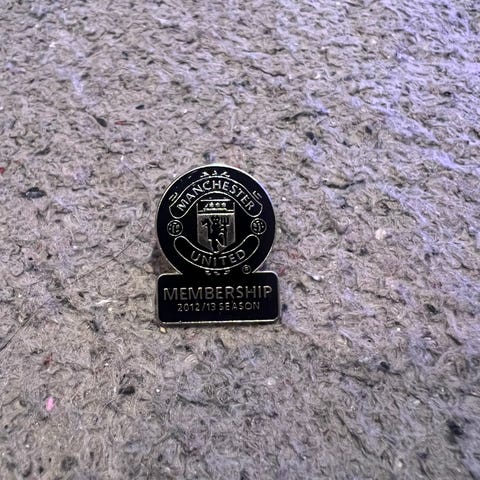 MANCHESTER
UNITED
®
MEMBERSHIP
2012/13 SEASON